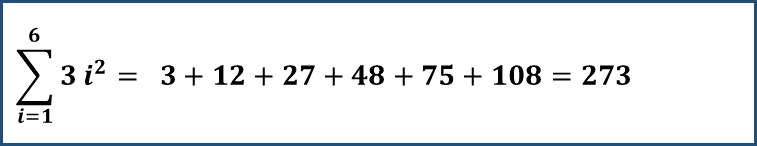 6
∑ 3 i² = 3 + 12 + 27 + 48 + 75 + 108 = 273
i=1